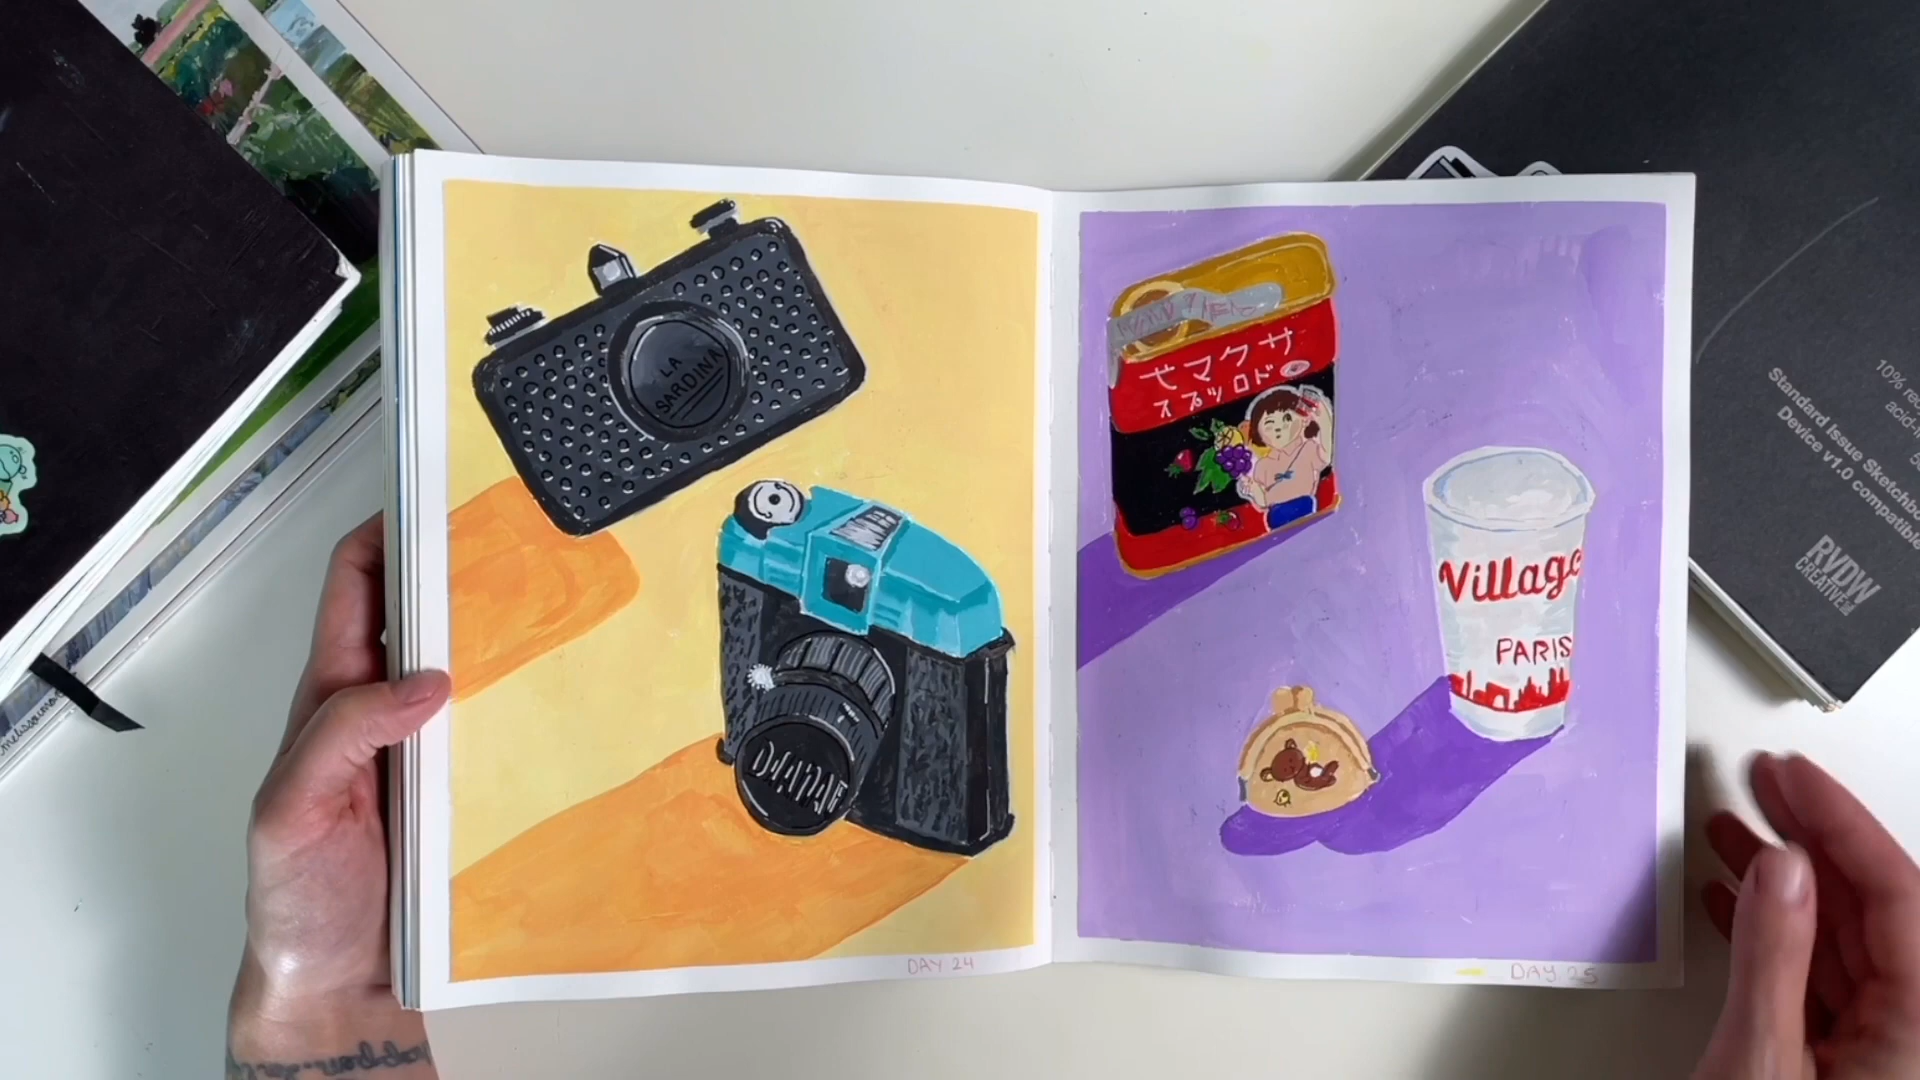 LA
SARDINA
DIANA F
DAY 24
サクマ式
ドロップス
Village
PARIS
DAY 25
Standard Issue Sketchbook
Device v1.0 compatible
RVDW
CREATIVE